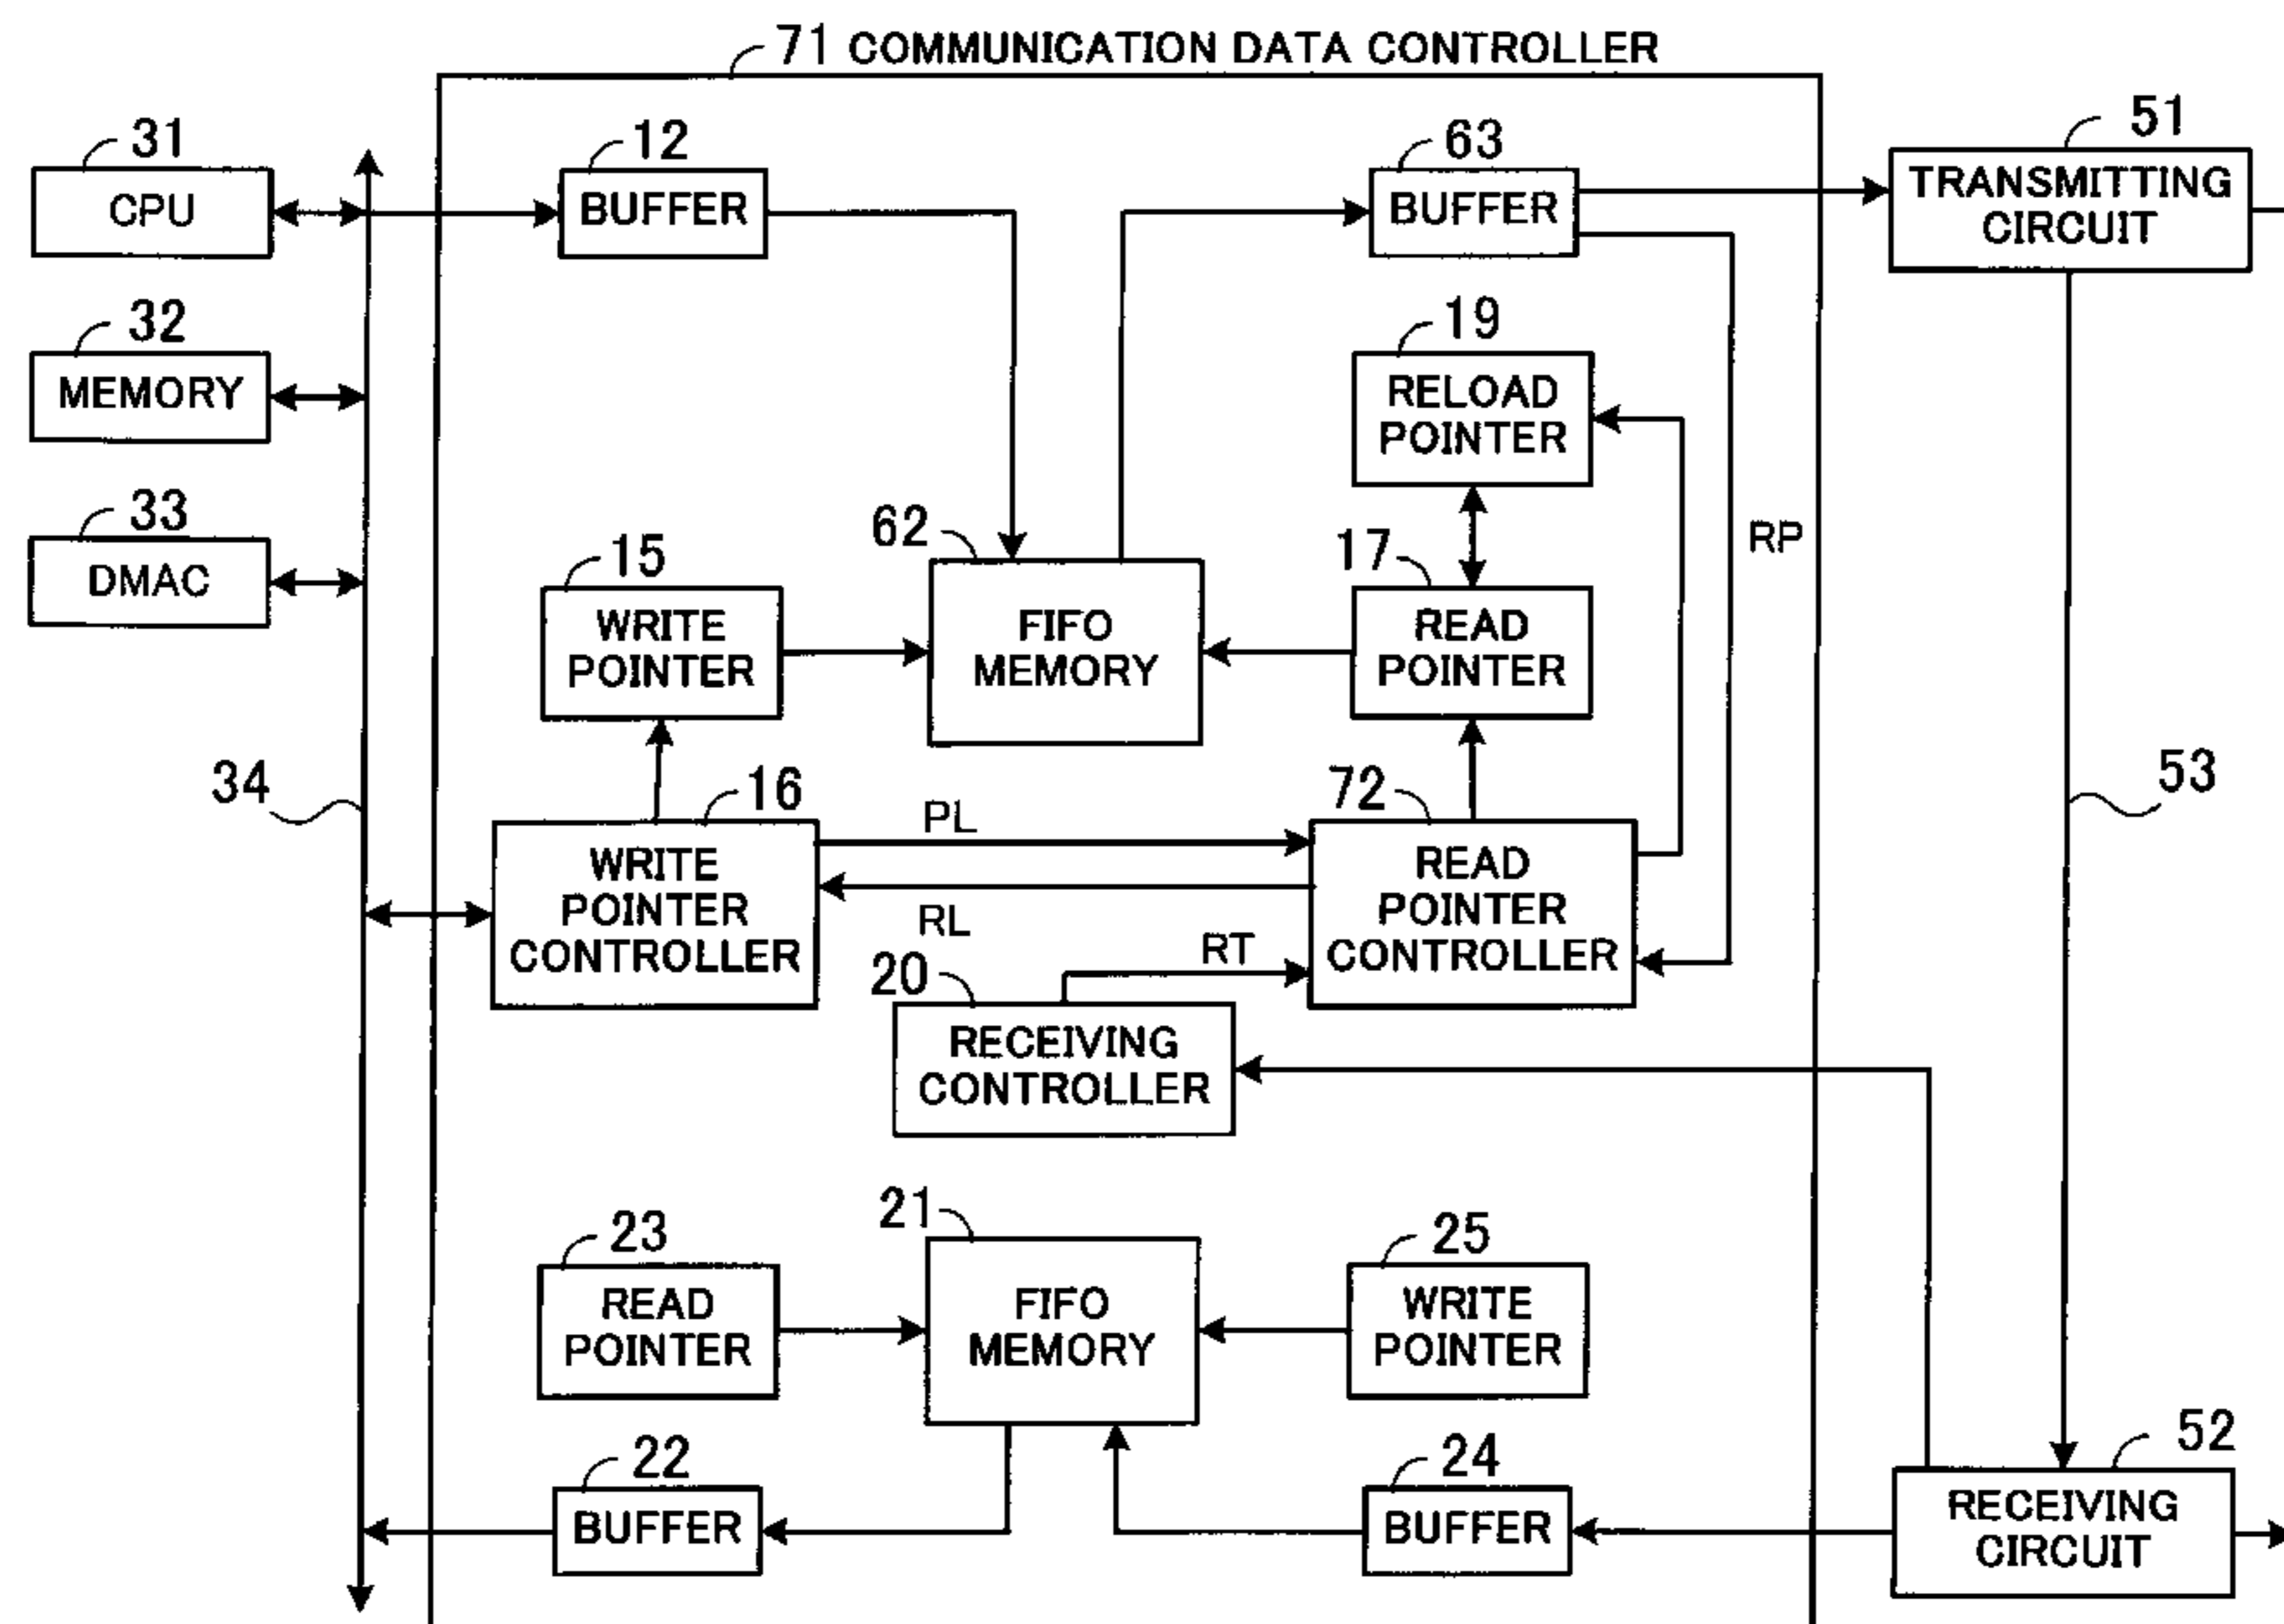 71 COMMUNICATION DATA CONTROLLER
31
CPU
12
BUFFER
63
BUFFER
51
TRANSMITTING
CIRCUIT
32
MEMORY
19
RELOAD
POINTER
33
DMAC
15
WRITE
POINTER
62
FIFO
MEMORY
17
READ
POINTER
RP
34
16
WRITE
POINTER
CONTROLLER
PL
RL
RT
72
READ
POINTER
CONTROLLER
53
20
RECEIVING
CONTROLLER
23
READ
POINTER
21
FIFO
MEMORY
25
WRITE
POINTER
22
BUFFER
24
BUFFER
52
RECEIVING
CIRCUIT